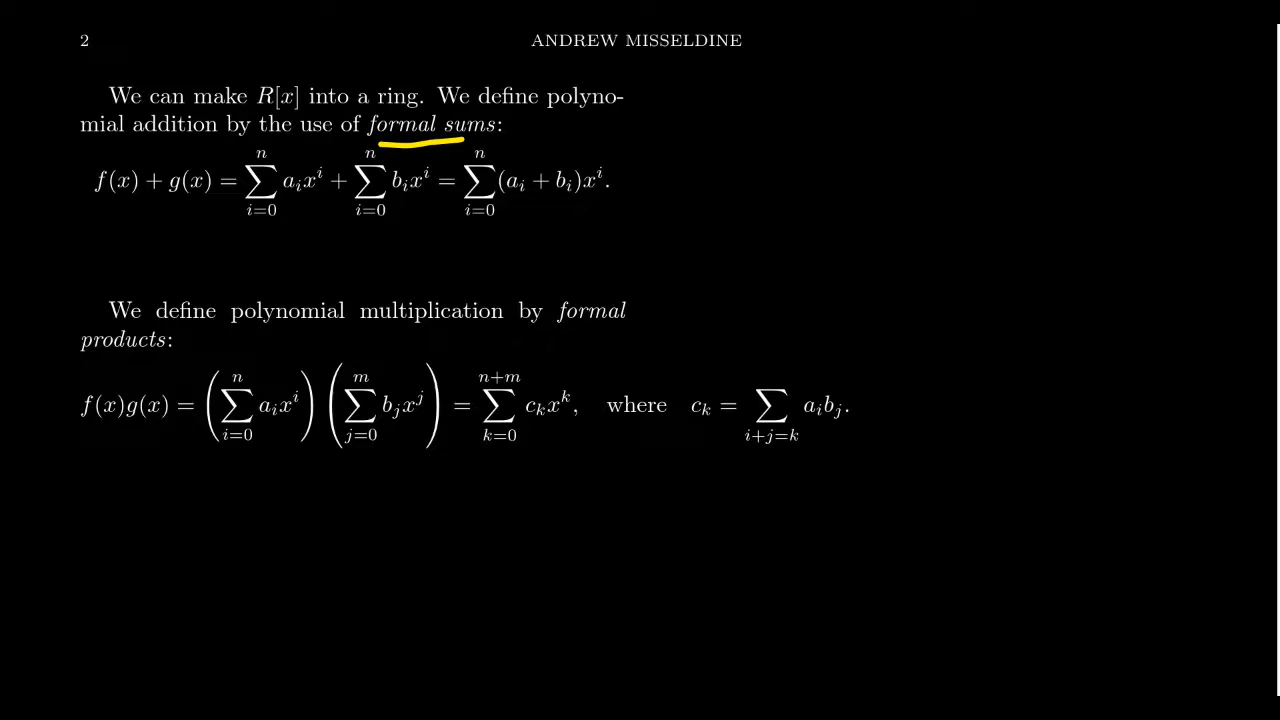 2 ANDREW MISSELDINE
We can make R[x] into a ring. We define polyno-
mial addition by the use of formal sums:
f(x) + g(x) = \sum_{i=0}^{n} a_i x^i + \sum_{i=0}^{n} b_i x^i = \sum_{i=0}^{n} (a_i + b_i)x^i.
We define polynomial multiplication by formal
products:
f(x)g(x) = \left(\sum_{i=0}^{n} a_i x^i\right) \left(\sum_{j=0}^{m} b_j x^j\right) = \sum_{k=0}^{n+m} c_k x^k, where c_k = \sum_{i+j=k} a_i b_j.